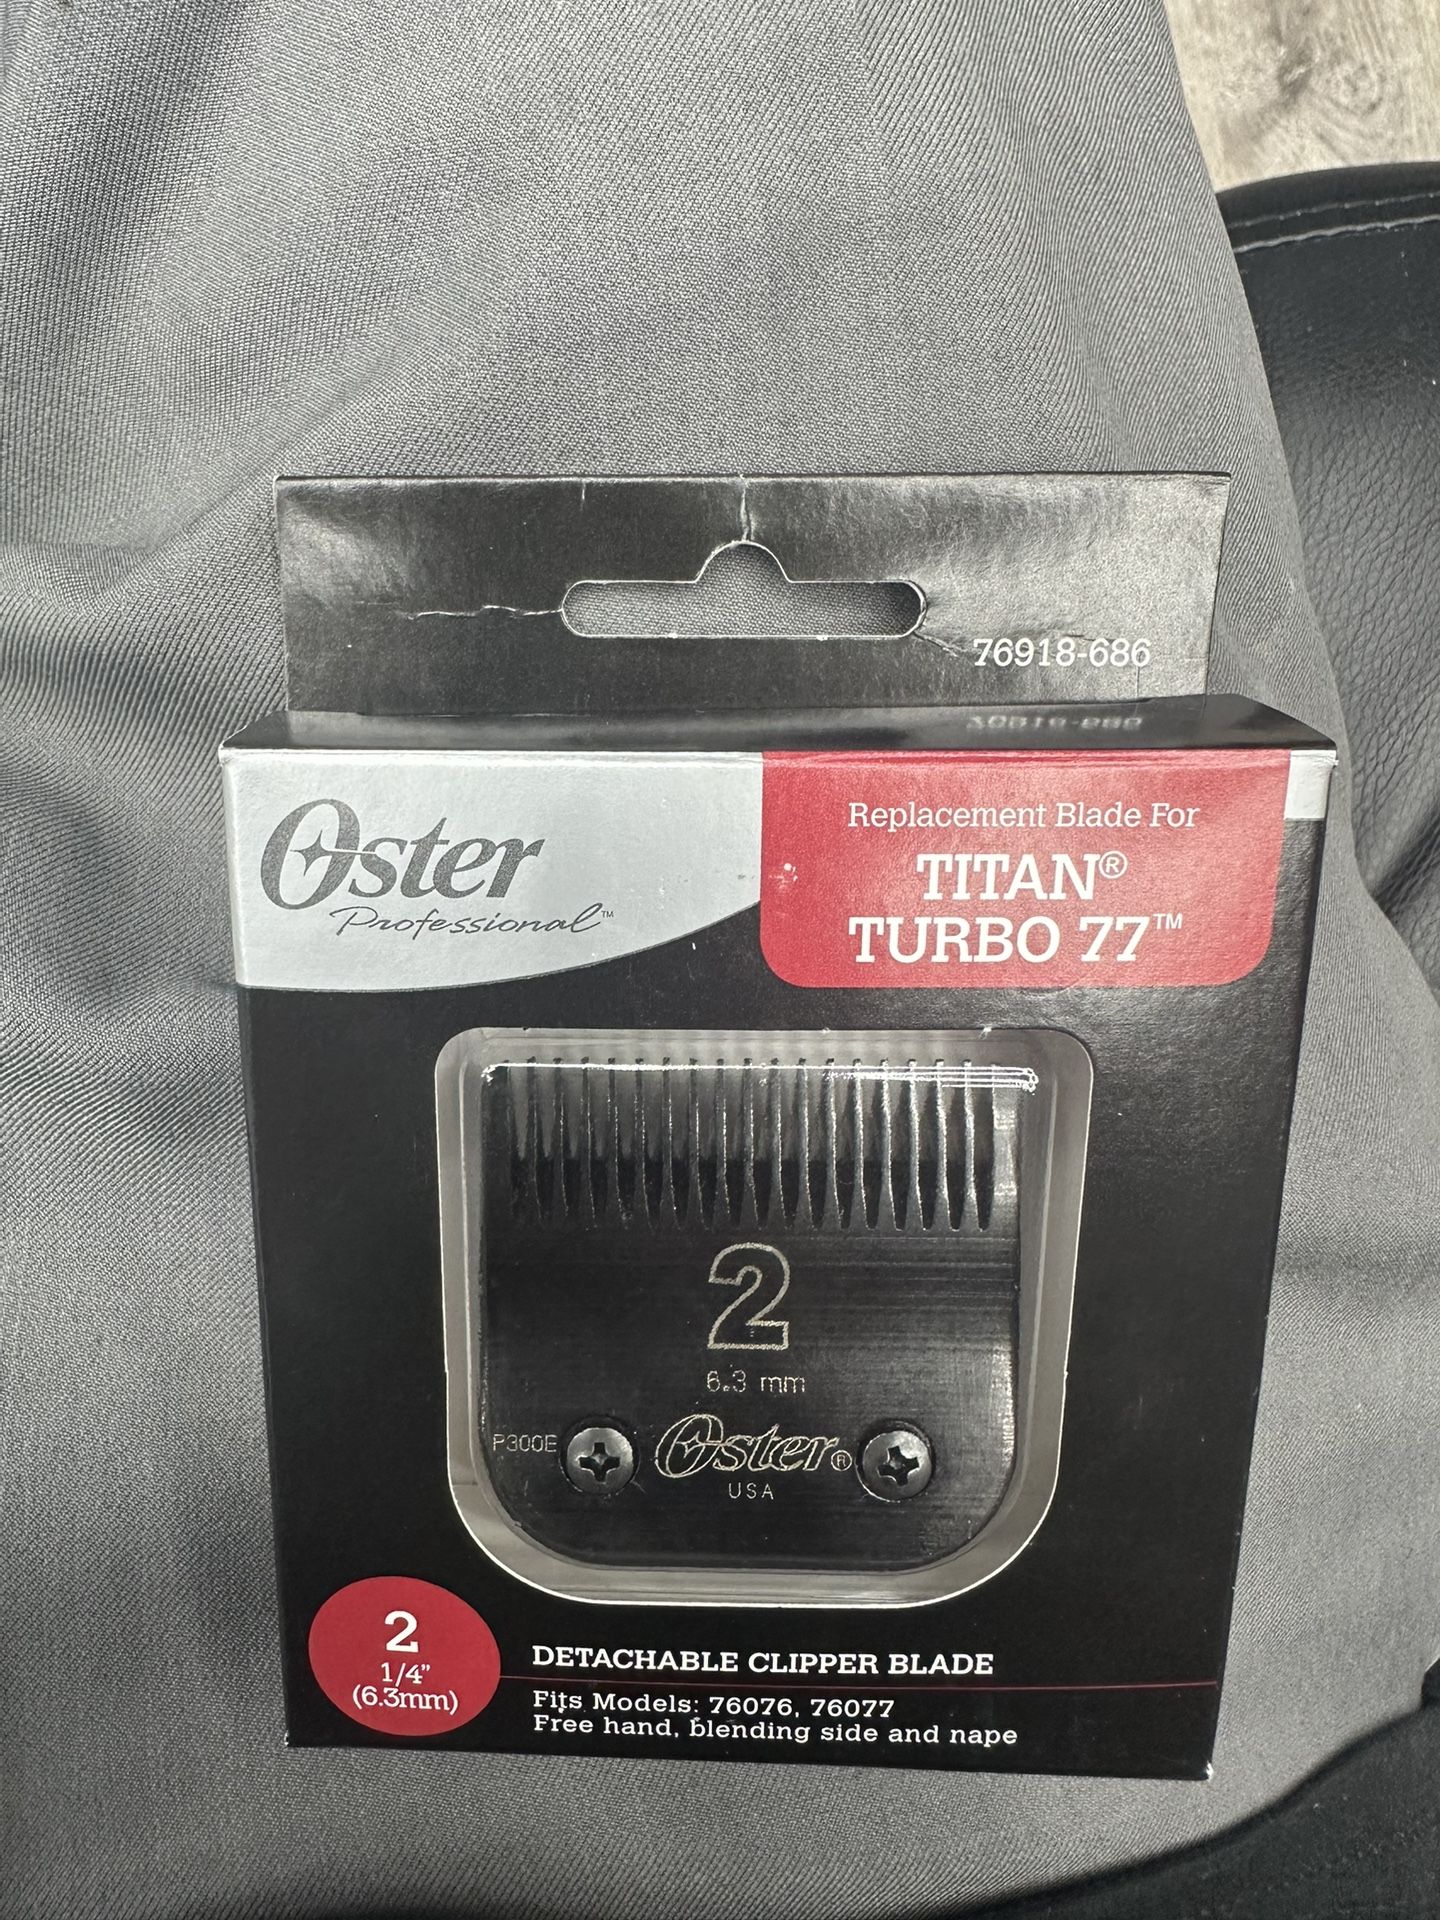 76918-686
Oster
Professional™
Replacement Blade For
TITAN®
TURBO 77™
2
6.3 mm
P300E
Oster®
USA
2
1/4"
(6.3mm)
DETACHABLE CLIPPER BLADE
Fits Models: 76076, 76077
Free hand, blending side and nape